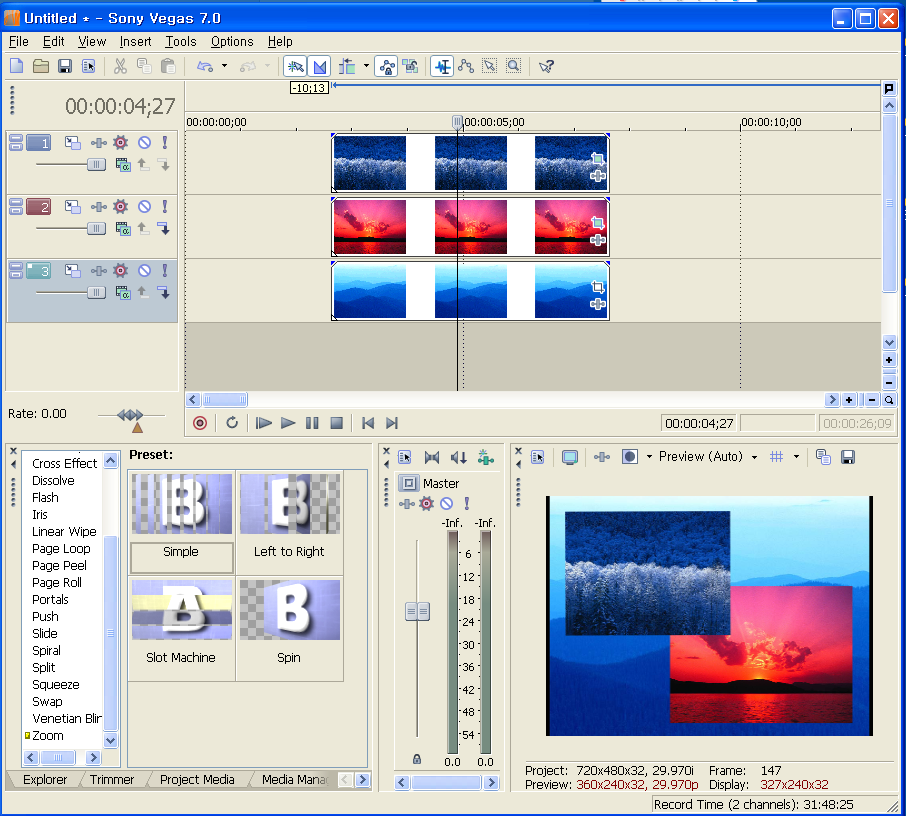 Untitled * - Sony Vegas 7.0
File Edit View Insert Tools Options Help
-10;13
00:00:04;27
00:00:00;00 00:00:05;00 00:00:10;00
1
2
3
Rate: 0.00
00:00:04;27 00:00:26;09
Cross Effect
Dissolve
Flash
Iris
Linear Wipe
Page Loop
Page Peel
Page Roll
Portals
Push
Slide
Spiral
Split
Squeeze
Swap
Venetian Blin
Zoom
Preset:
Simple
Left to Right
Slot Machine
Spin
Explorer Trimmer Project Media Media Mana
Master
-Inf. -Inf.
6
12
18
24
30
36
42
48
54
0.0 0.0
Preview (Auto)
Project: 720x480x32, 29.970i Frame: 147
Preview: 360x240x32, 29.970p Display: 327x240x32
Record Time (2 channels): 31:48:25